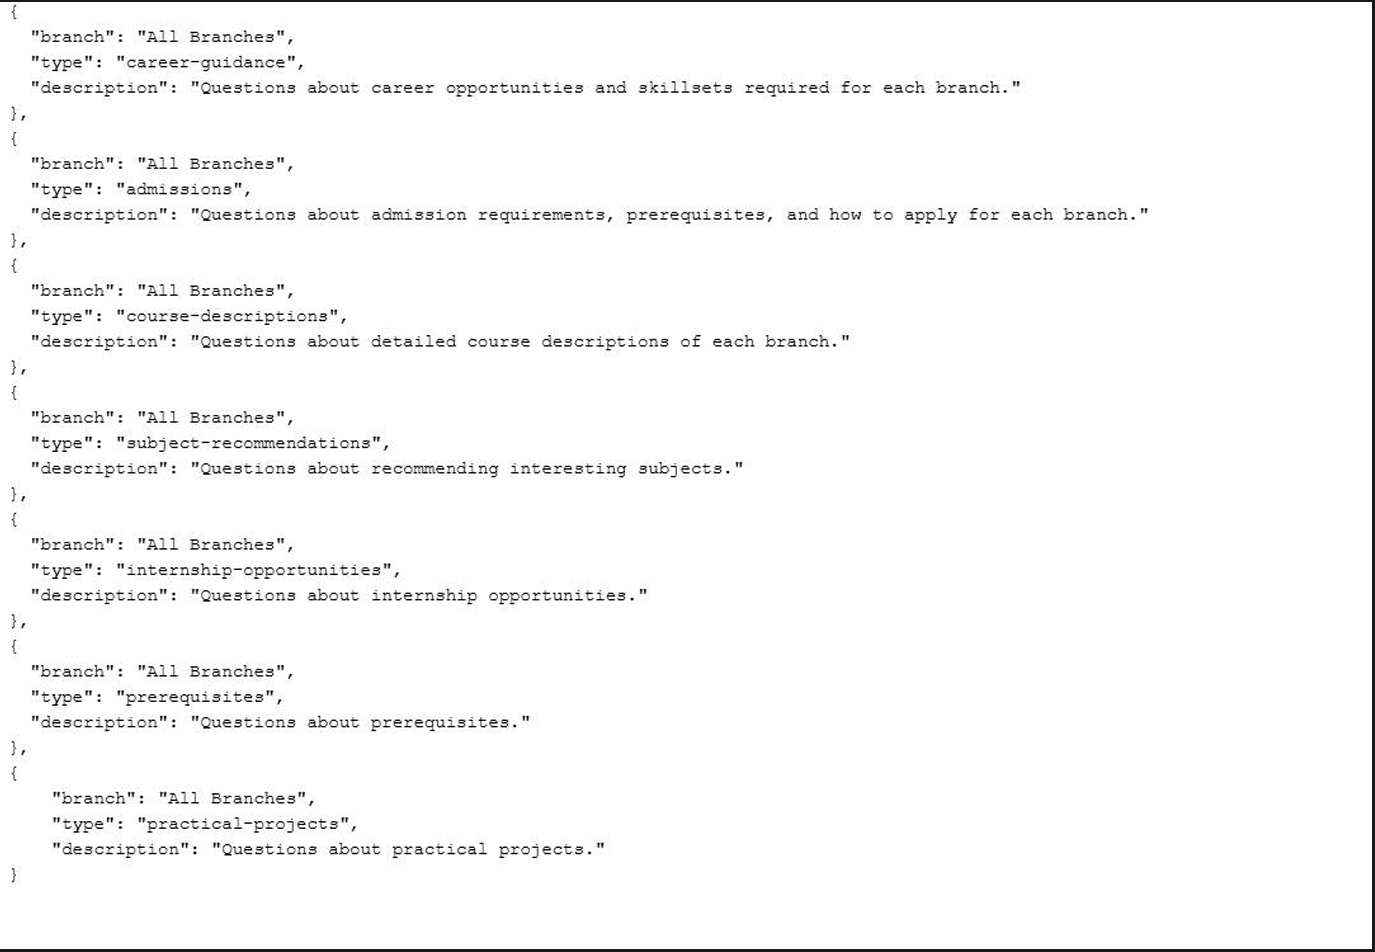 {
  "branch": "All Branches",
  "type": "career-guidance",
  "description": "Questions about career opportunities and skillsets required for each branch."
},
{
  "branch": "All Branches",
  "type": "admissions",
  "description": "Questions about admission requirements, prerequisites, and how to apply for each branch."
},
{
  "branch": "All Branches",
  "type": "course-descriptions",
  "description": "Questions about detailed course descriptions of each branch."
},
{
  "branch": "All Branches",
  "type": "subject-recommendations",
  "description": "Questions about recommending interesting subjects."
},
{
  "branch": "All Branches",
  "type": "internship-opportunities",
  "description": "Questions about internship opportunities."
},
{
  "branch": "All Branches",
  "type": "prerequisites",
  "description": "Questions about prerequisites."
},
{
    "branch": "All Branches",
    "type": "practical-projects",
    "description": "Questions about practical projects."
}